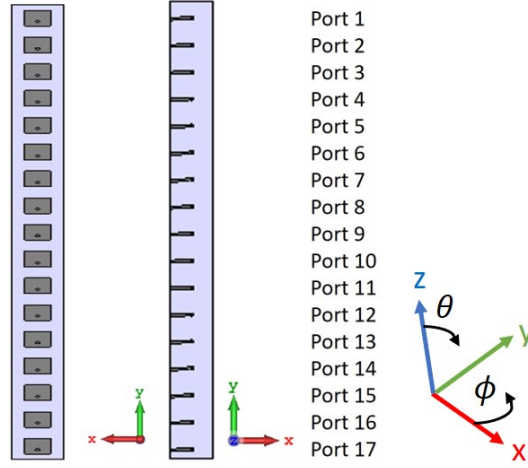 Port 1
Port 2
Port 3
Port 4
Port 5
Port 6
Port 7
Port 8
Port 9
Port 10
Port 11
Port 12
Port 13
Port 14
Port 15
Port 16
Port 17
y
x
y
z
x
z
θ
y
ϕ
x